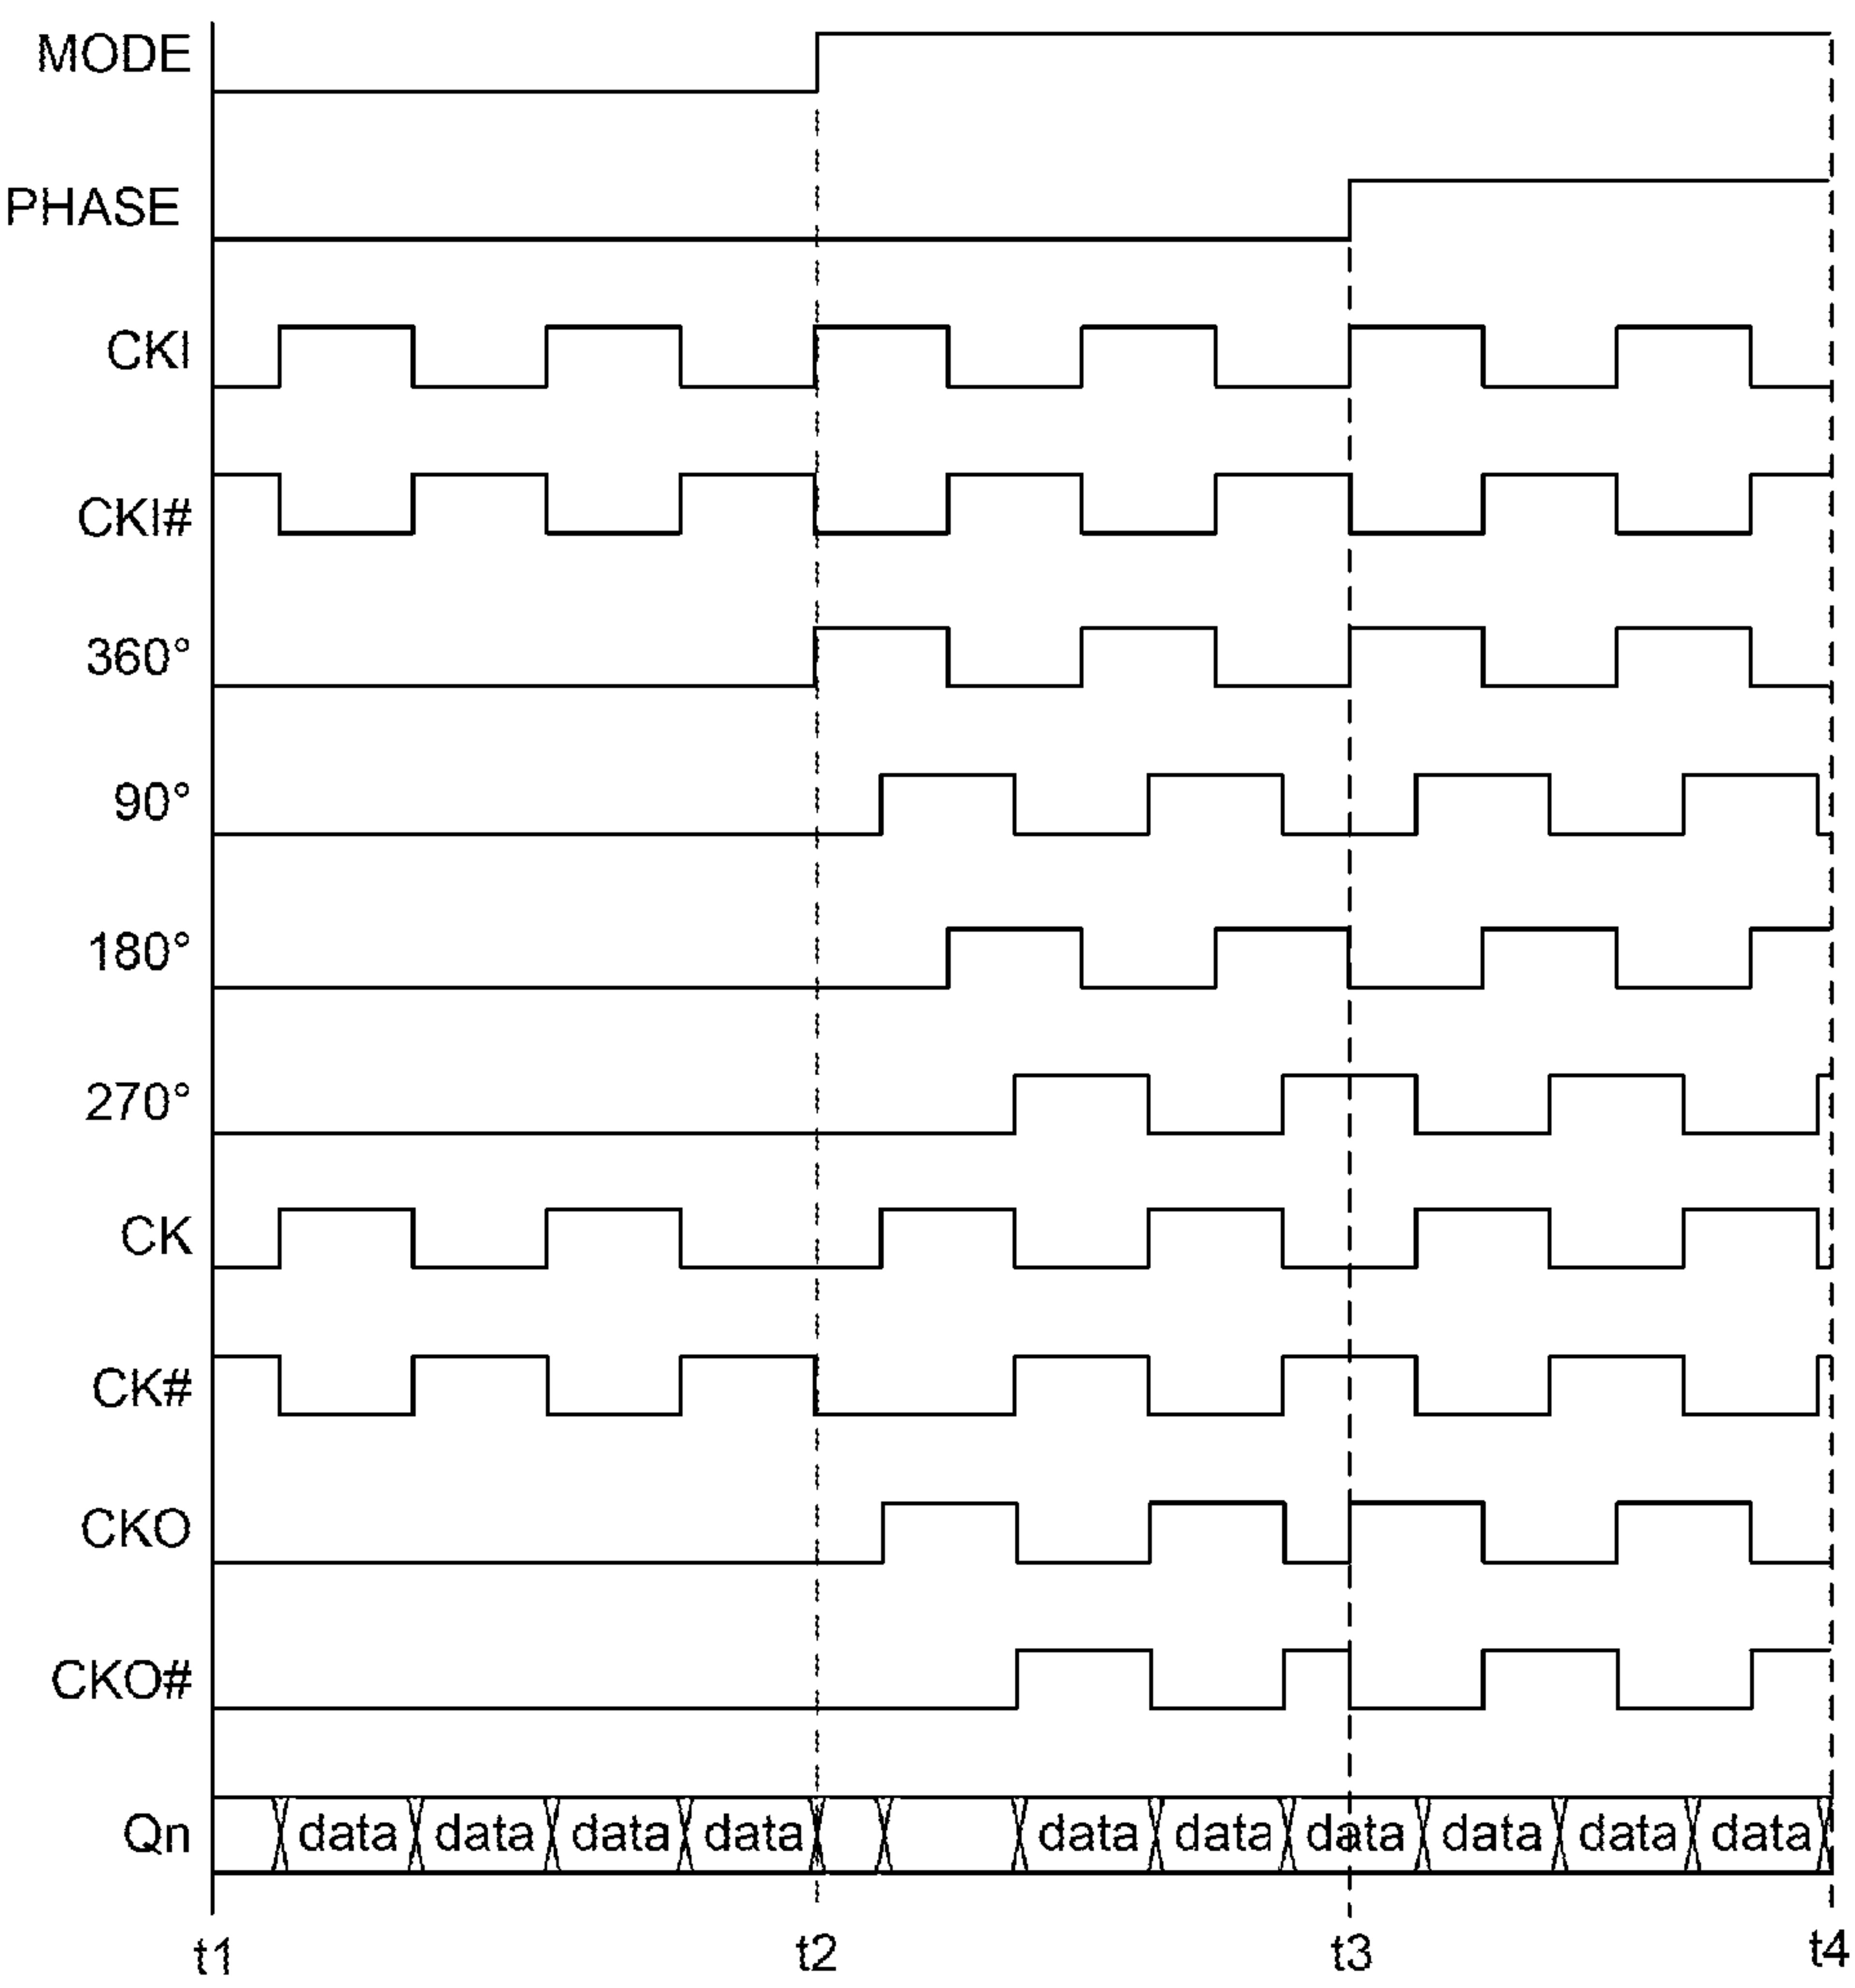 MODE
PHASE
CKI
CKI#
360°
90°
180°
270°
CK
CK#
CKO
CKO#
Qn data data data data data data data data data data
t1 t2 t3 t4